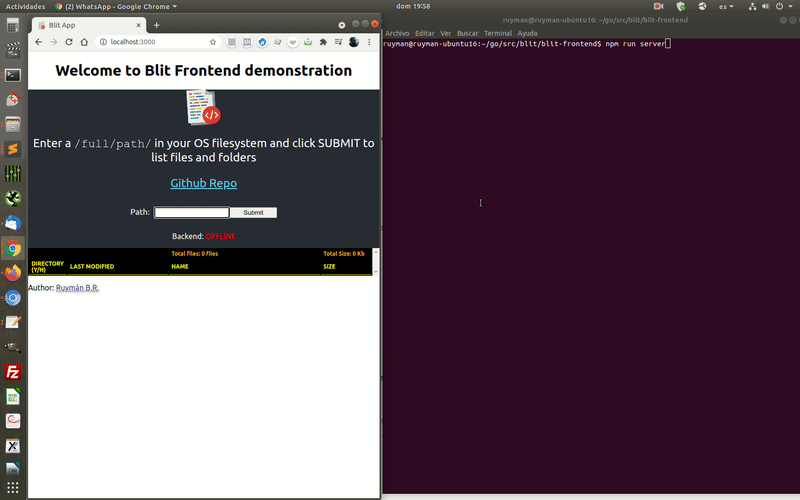 Actividades
(2) WhatsApp - Google Chrome
dom 19:58
es
Blit App
localhost:3000
Welcome to Blit Frontend demonstration
Enter a /full/path/ in your OS filesystem and click SUBMIT to
list files and folders
Github Repo
Path:
Submit
Backend: OFFLINE
Total files: 0 files
Total Size: 0 Kb
DIRECTORY
(Y/N)
LAST MODIFIED
NAME
SIZE
Author: Ruymán B.R.
ruyman@ruyman-ubuntu16: ~/go/src/blit/blit-frontend
Archivo Editar Ver Buscar Terminal Ayuda
ruyman@ruyman-ubuntu16:~/go/src/blit/blit-frontend$ npm run server